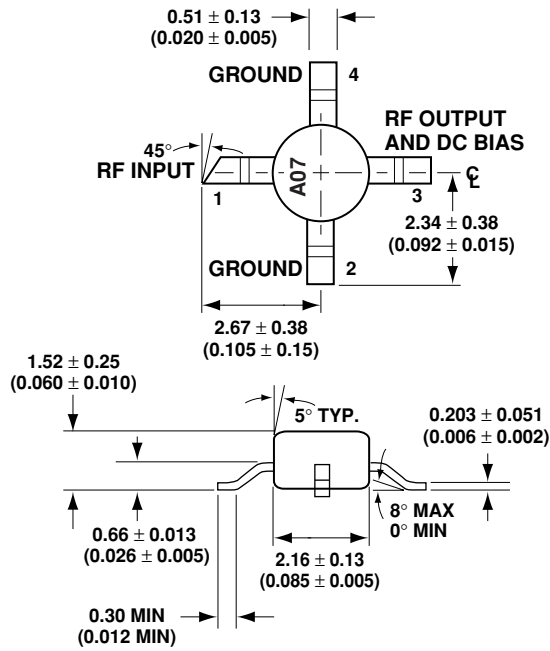 0.51 ± 0.13
(0.020 ± 0.005)
GROUND
4
RF OUTPUT
AND DC BIAS
45°
RF INPUT
A07
1
3
℄
2.34 ± 0.38
(0.092 ± 0.015)
GROUND
2
2.67 ± 0.38
(0.105 ± 0.15)
1.52 ± 0.25
(0.060 ± 0.010)
5° TYP.
0.203 ± 0.051
(0.006 ± 0.002)
8° MAX
0° MIN
0.66 ± 0.013
(0.026 ± 0.005)
2.16 ± 0.13
(0.085 ± 0.005)
0.30 MIN
(0.012 MIN)